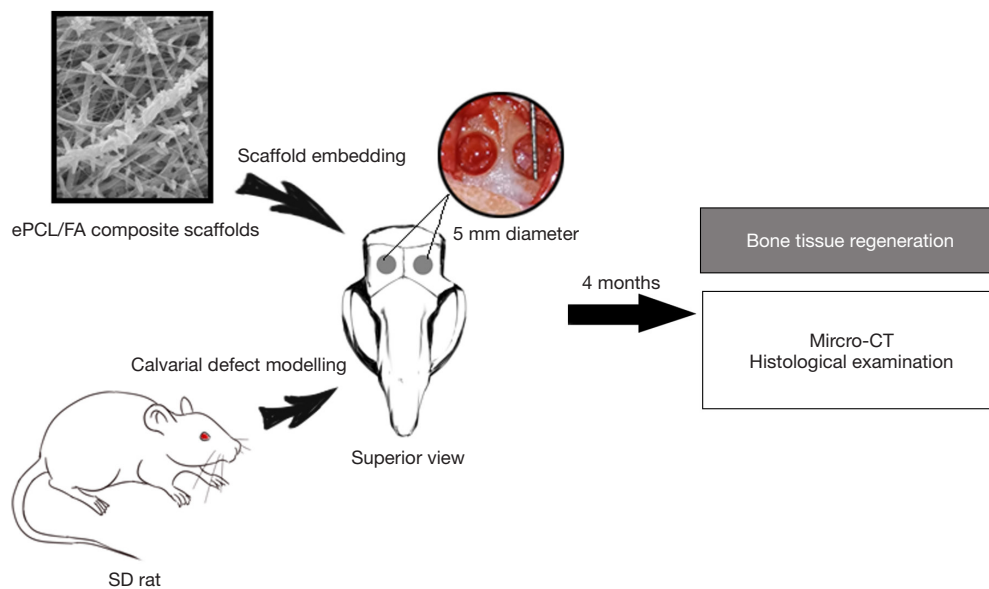 Scaffold embedding
ePCL/FA composite scaffolds
5 mm diameter
Calvarial defect modelling
Superior view
SD rat
4 months
Bone tissue regeneration
Mircro-CT
Histological examination